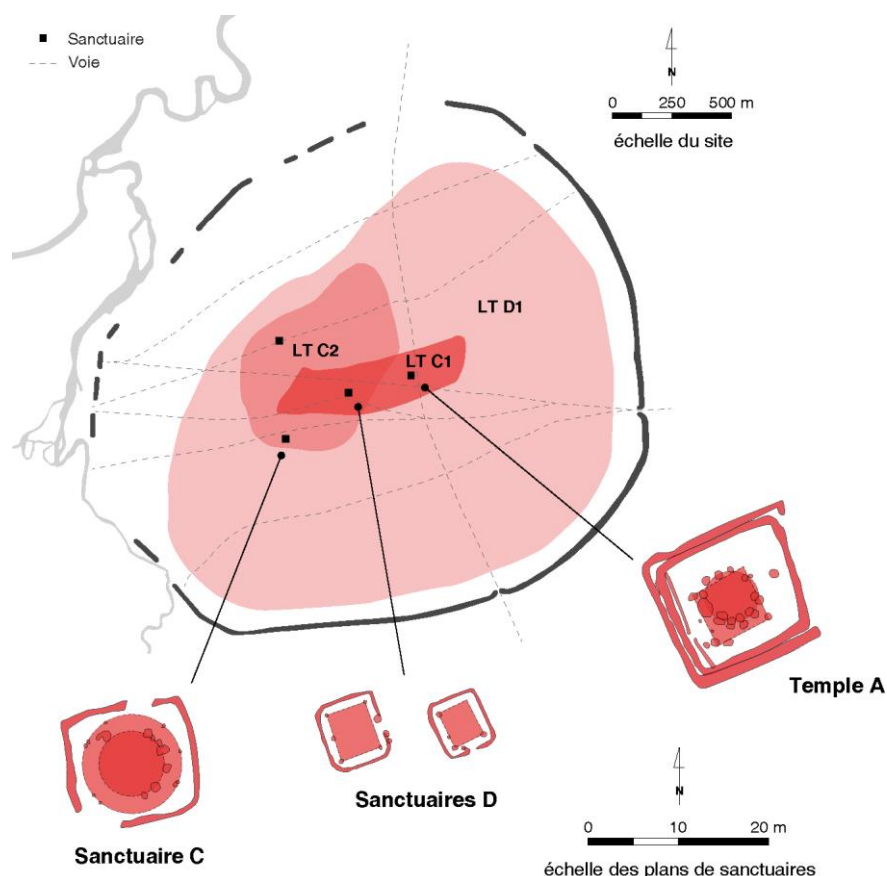 Sanctuaire
Voie
N
0 250 500 m
échelle du site
LT D1
LT C2
LT C1
Temple A
Sanctuaires D
Sanctuaire C
N
0 10 20 m
échelle des plans de sanctuaires